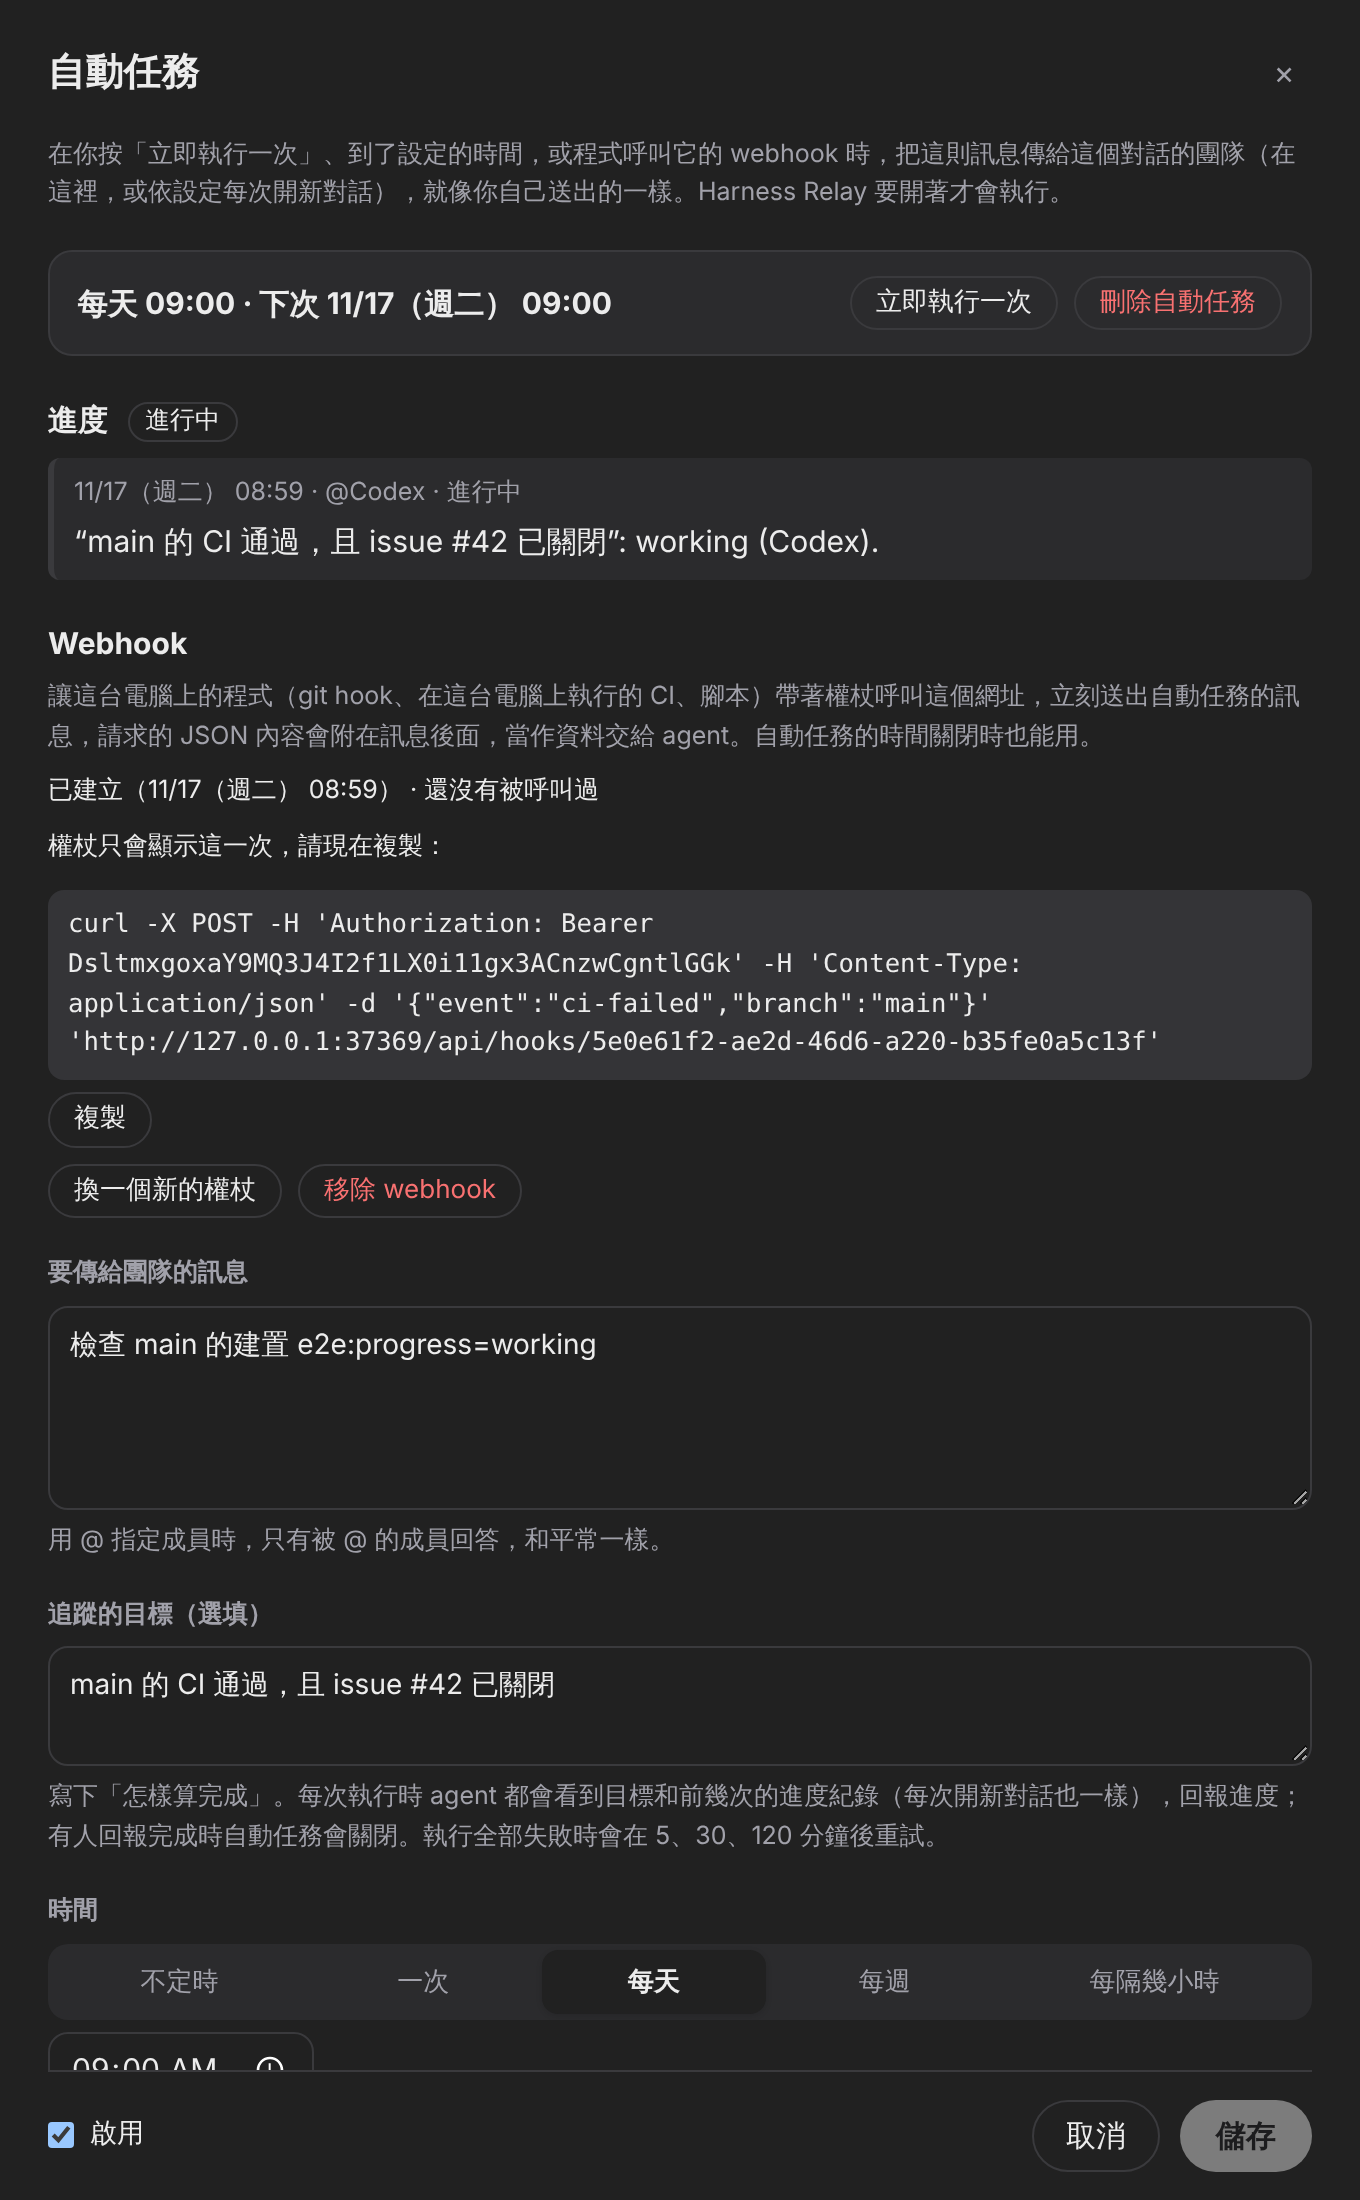 自動任務
×
在你按「立即執行一次」、到了設定的時間，或程式呼叫它的 webhook 時，把這則訊息傳給這個對話的團隊（在
這裡，或依設定每次開新對話），就像你自己送出的一樣。Harness Relay 要開著才會執行。
每天 09:00 · 下次 11/17（週二） 09:00
立即執行一次
刪除自動任務
進度
進行中
11/17（週二） 08:59 · @Codex · 進行中
“main 的 CI 通過，且 issue #42 已關閉”: working (Codex).
Webhook
讓這台電腦上的程式（git hook、在這台電腦上執行的 CI、腳本）帶著權杖呼叫這個網址，立刻送出自動任務的訊
息，請求的 JSON 內容會附在訊息後面，當作資料交給 agent。自動任務的時間關閉時也能用。
已建立（11/17（週二） 08:59） · 還沒有被呼叫過
權杖只會顯示這一次，請現在複製：
curl -X POST -H 'Authorization: Bearer
DsltmxgoxaY9MQ3J4I2f1LX0i11gx3ACnzwCgntlGGk' -H 'Content-Type:
application/json' -d '{"event":"ci-failed","branch":"main"}'
'http://127.0.0.1:37369/api/hooks/5e0e61f2-ae2d-46d6-a220-b35fe0a5c13f'
複製
換一個新的權杖
移除 webhook
要傳給團隊的訊息
檢查 main 的建置 e2e:progress=working
用 @ 指定成員時，只有被 @ 的成員回答，和平常一樣。
追蹤的目標（選填）
main 的 CI 通過，且 issue #42 已關閉
寫下「怎樣算完成」。每次執行時 agent 都會看到目標和前幾次的進度紀錄（每次開新對話也一樣），回報進度；
有人回報完成時自動任務會關閉。執行全部失敗時會在 5、30、120 分鐘後重試。
時間
不定時
一次
每天
每週
每隔幾小時
09:00 AM
啟用
取消
儲存